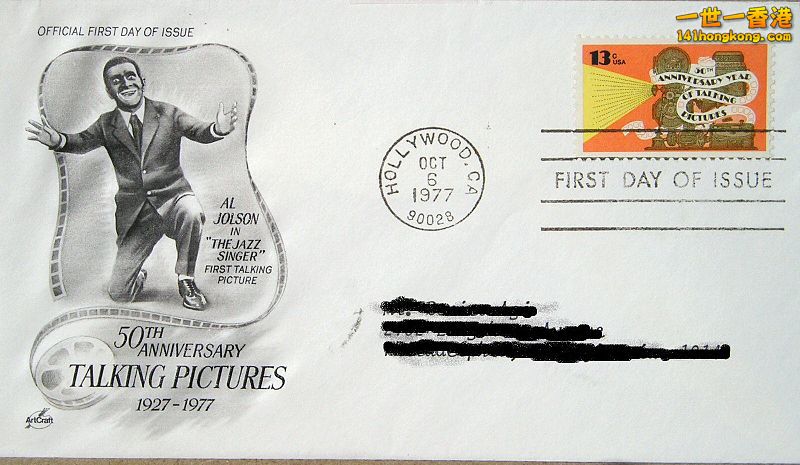 一世一香港
141hongkong.com
OFFICIAL FIRST DAY OF ISSUE
13c
USA
50TH
ANNIVERSARY YEAR
OF TALKING
PICTURES
HOLLYWOOD, CA
OCT
6
1977
90028
FIRST DAY OF ISSUE
AL
JOLSON
IN
"THE JAZZ
SINGER"
FIRST TALKING
PICTURE
50TH
ANNIVERSARY
TALKING PICTURES
1927-1977
ArtCraft